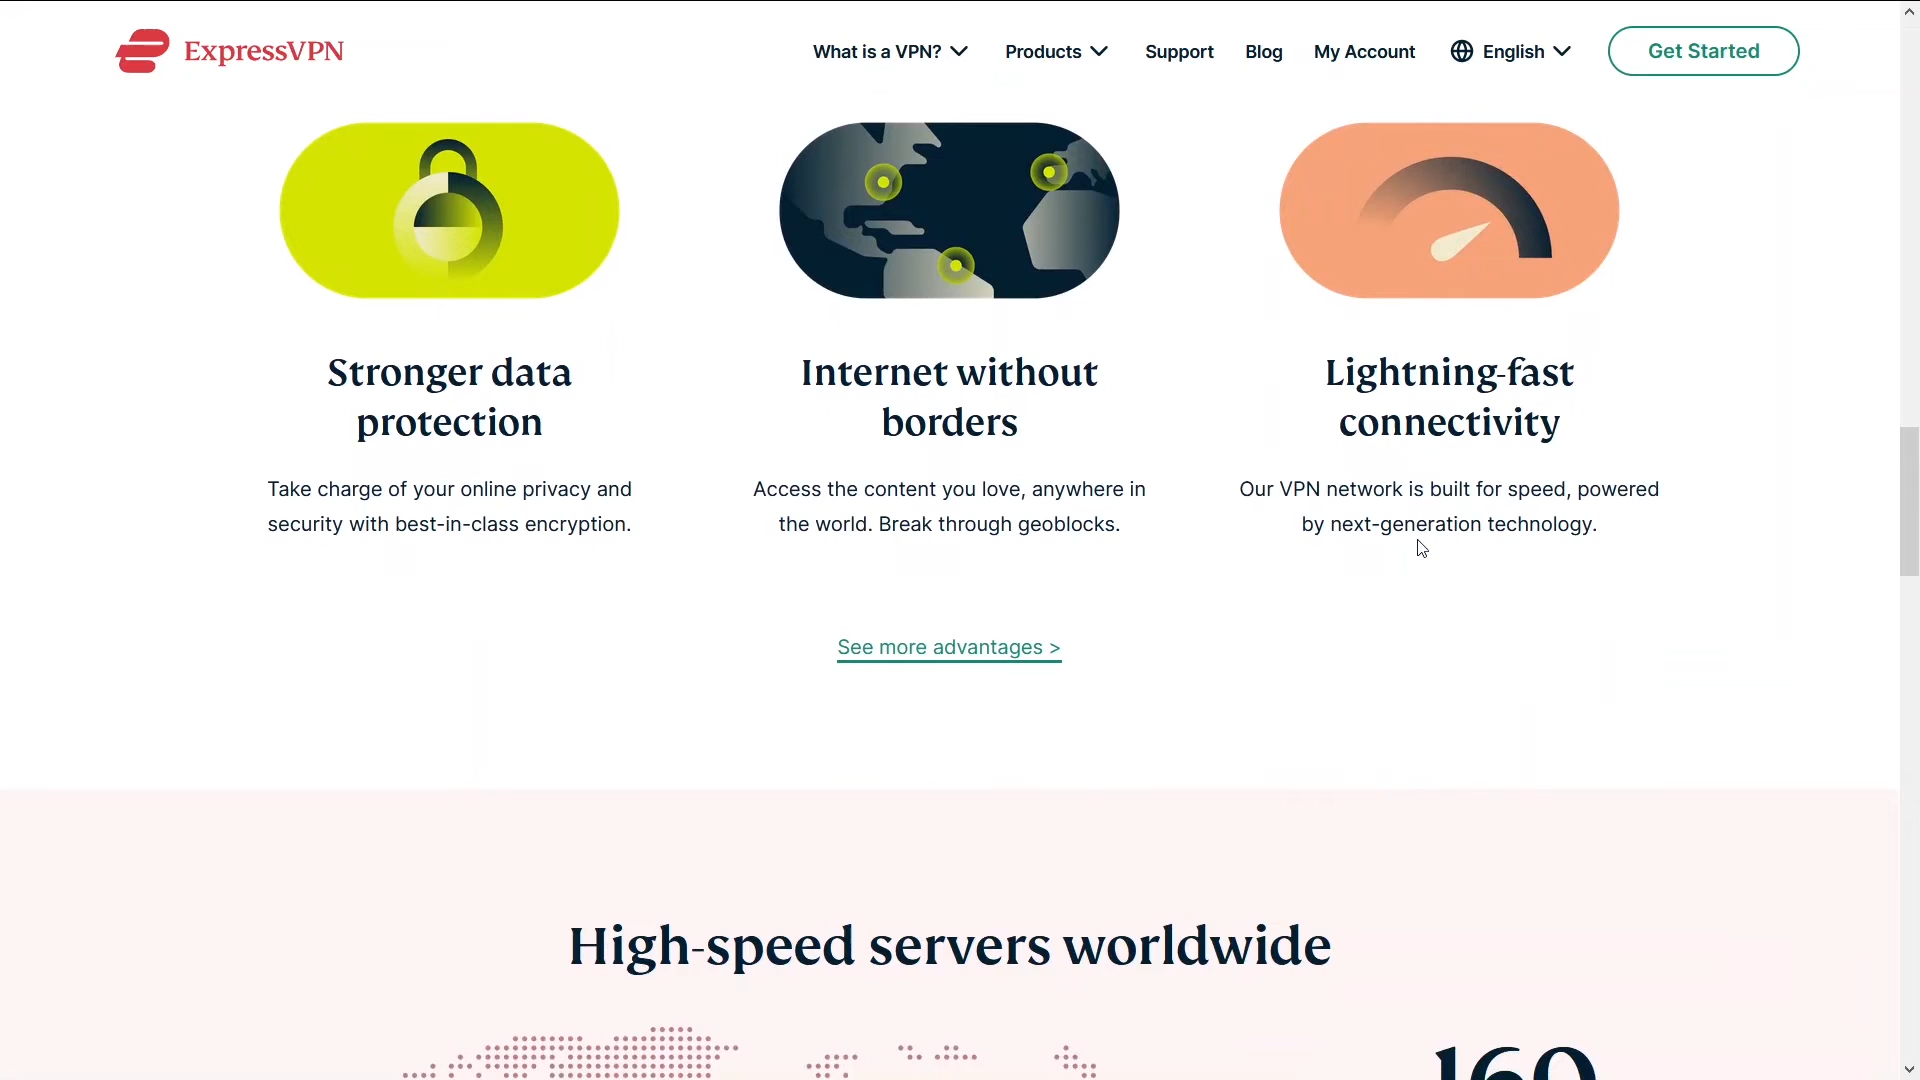 ExpressVPN
What is a VPN?
Products
Support
Blog
My Account
English
Get Started
Stronger data
protection
Take charge of your online privacy and
security with best-in-class encryption.
Internet without
borders
Access the content you love, anywhere in
the world. Break through geoblocks.
Lightning-fast
connectivity
Our VPN network is built for speed, powered
by next-generation technology.
See more advantages >
High-speed servers worldwide
160